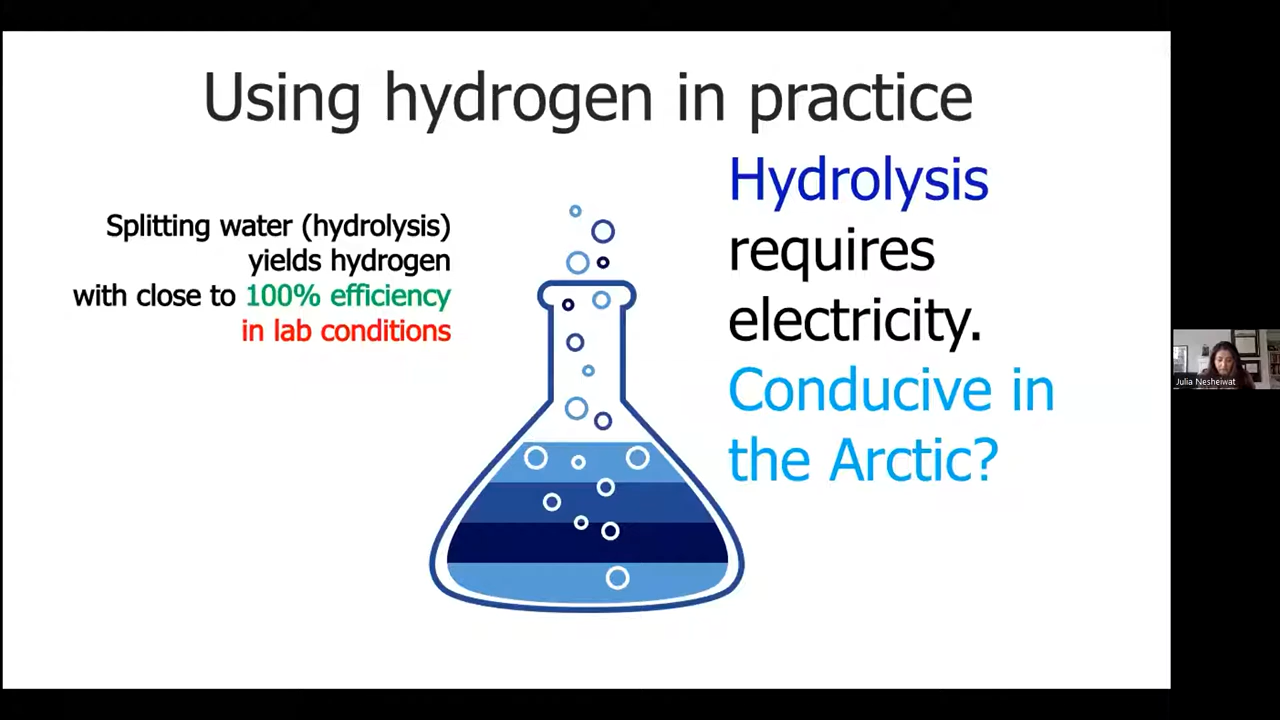 Using hydrogen in practice
Splitting water (hydrolysis)
yields hydrogen
with close to 100% efficiency
in lab conditions
Hydrolysis
requires
electricity.
Conducive in
the Arctic?
Julia Nesheiwat